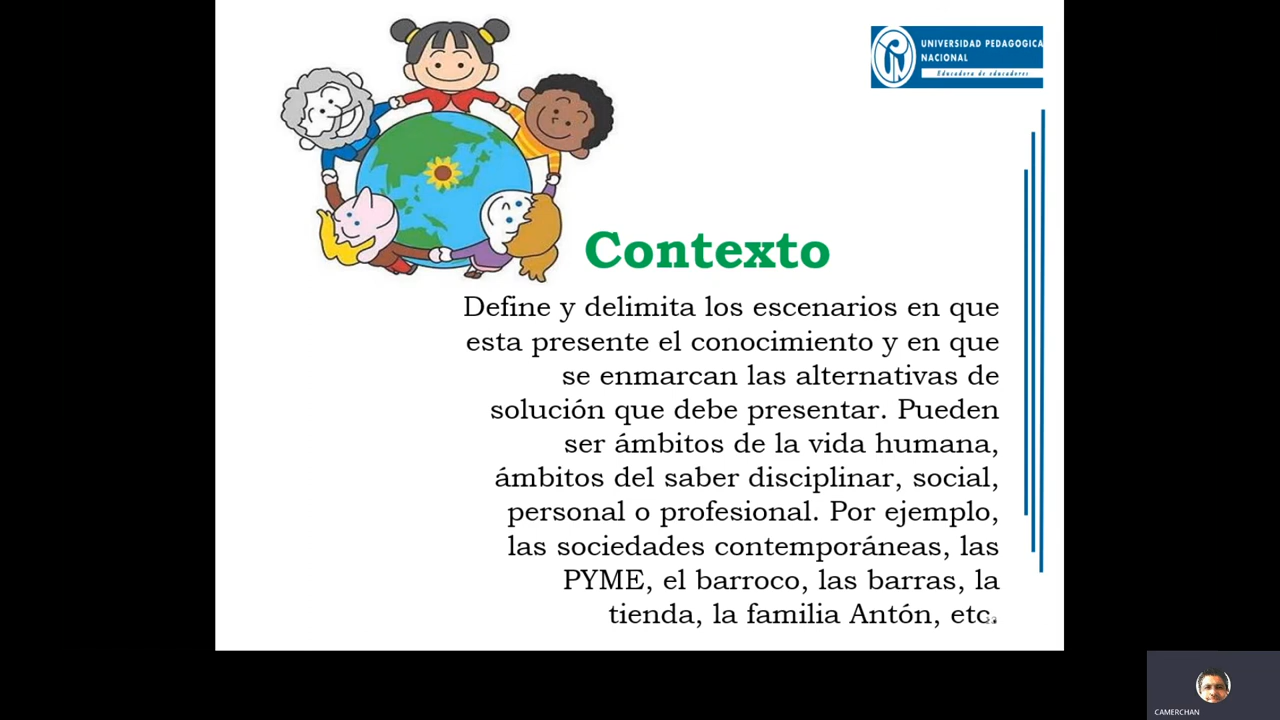 UNIVERSIDAD PEDAGOGICA
NACIONAL
Educadora de educadores
Contexto
Define y delimita los escenarios en que
esta presente el conocimiento y en que
se enmarcan las alternativas de
solución que debe presentar. Pueden
ser ámbitos de la vida humana,
ámbitos del saber disciplinar, social,
personal o profesional. Por ejemplo,
las sociedades contemporáneas, las
PYME, el barroco, las barras, la
tienda, la familia Antón, etc.
CAMERCHAN